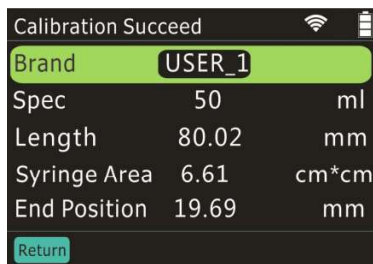 Calibration Succeed
Brand USER_1
Spec 50 ml
Length 80.02 mm
Syringe Area 6.61 cm*cm
End Position 19.69 mm
Return